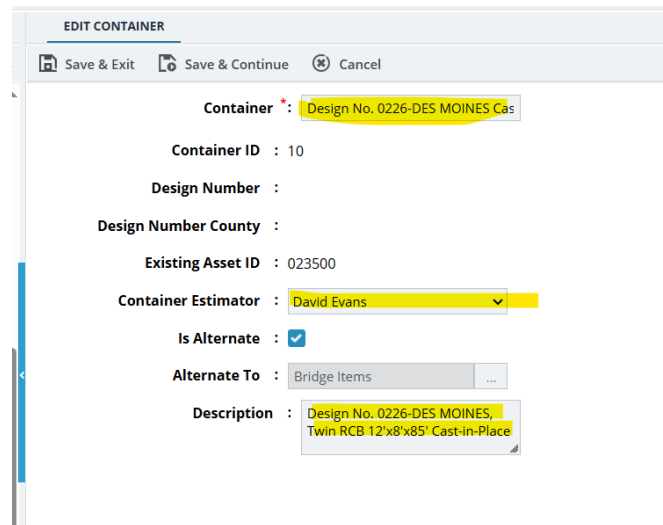 EDIT CONTAINER
Save & Exit Save & Continue Cancel
Container *: Design No. 0226-DES MOINES Cas
Container ID : 10
Design Number :
Design Number County :
Existing Asset ID : 023500
Container Estimator : David Evans
Is Alternate :
Alternate To : Bridge Items ...
Description : Design No. 0226-DES MOINES,
Twin RCB 12'x8'x85' Cast-in-Place